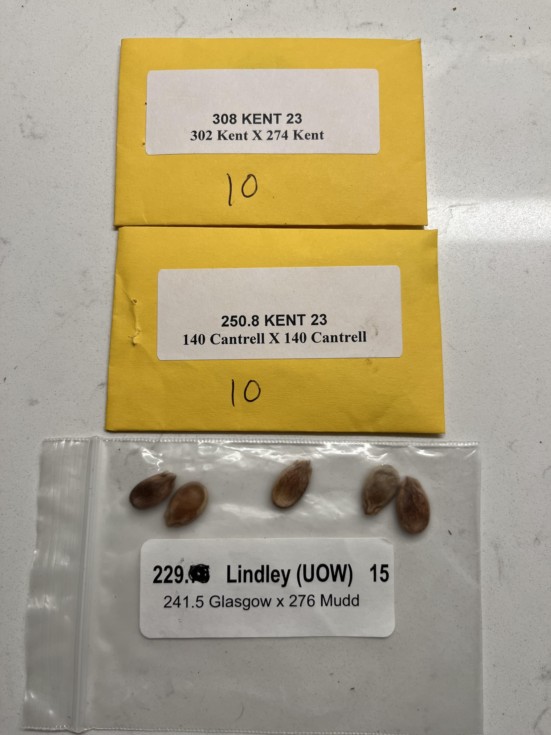 308 KENT 23
302 Kent X 274 Kent
10
250.8 KENT 23
140 Cantrell X 140 Cantrell
10
229. Lindley (UOW) 15
241.5 Glasgow x 276 Mudd